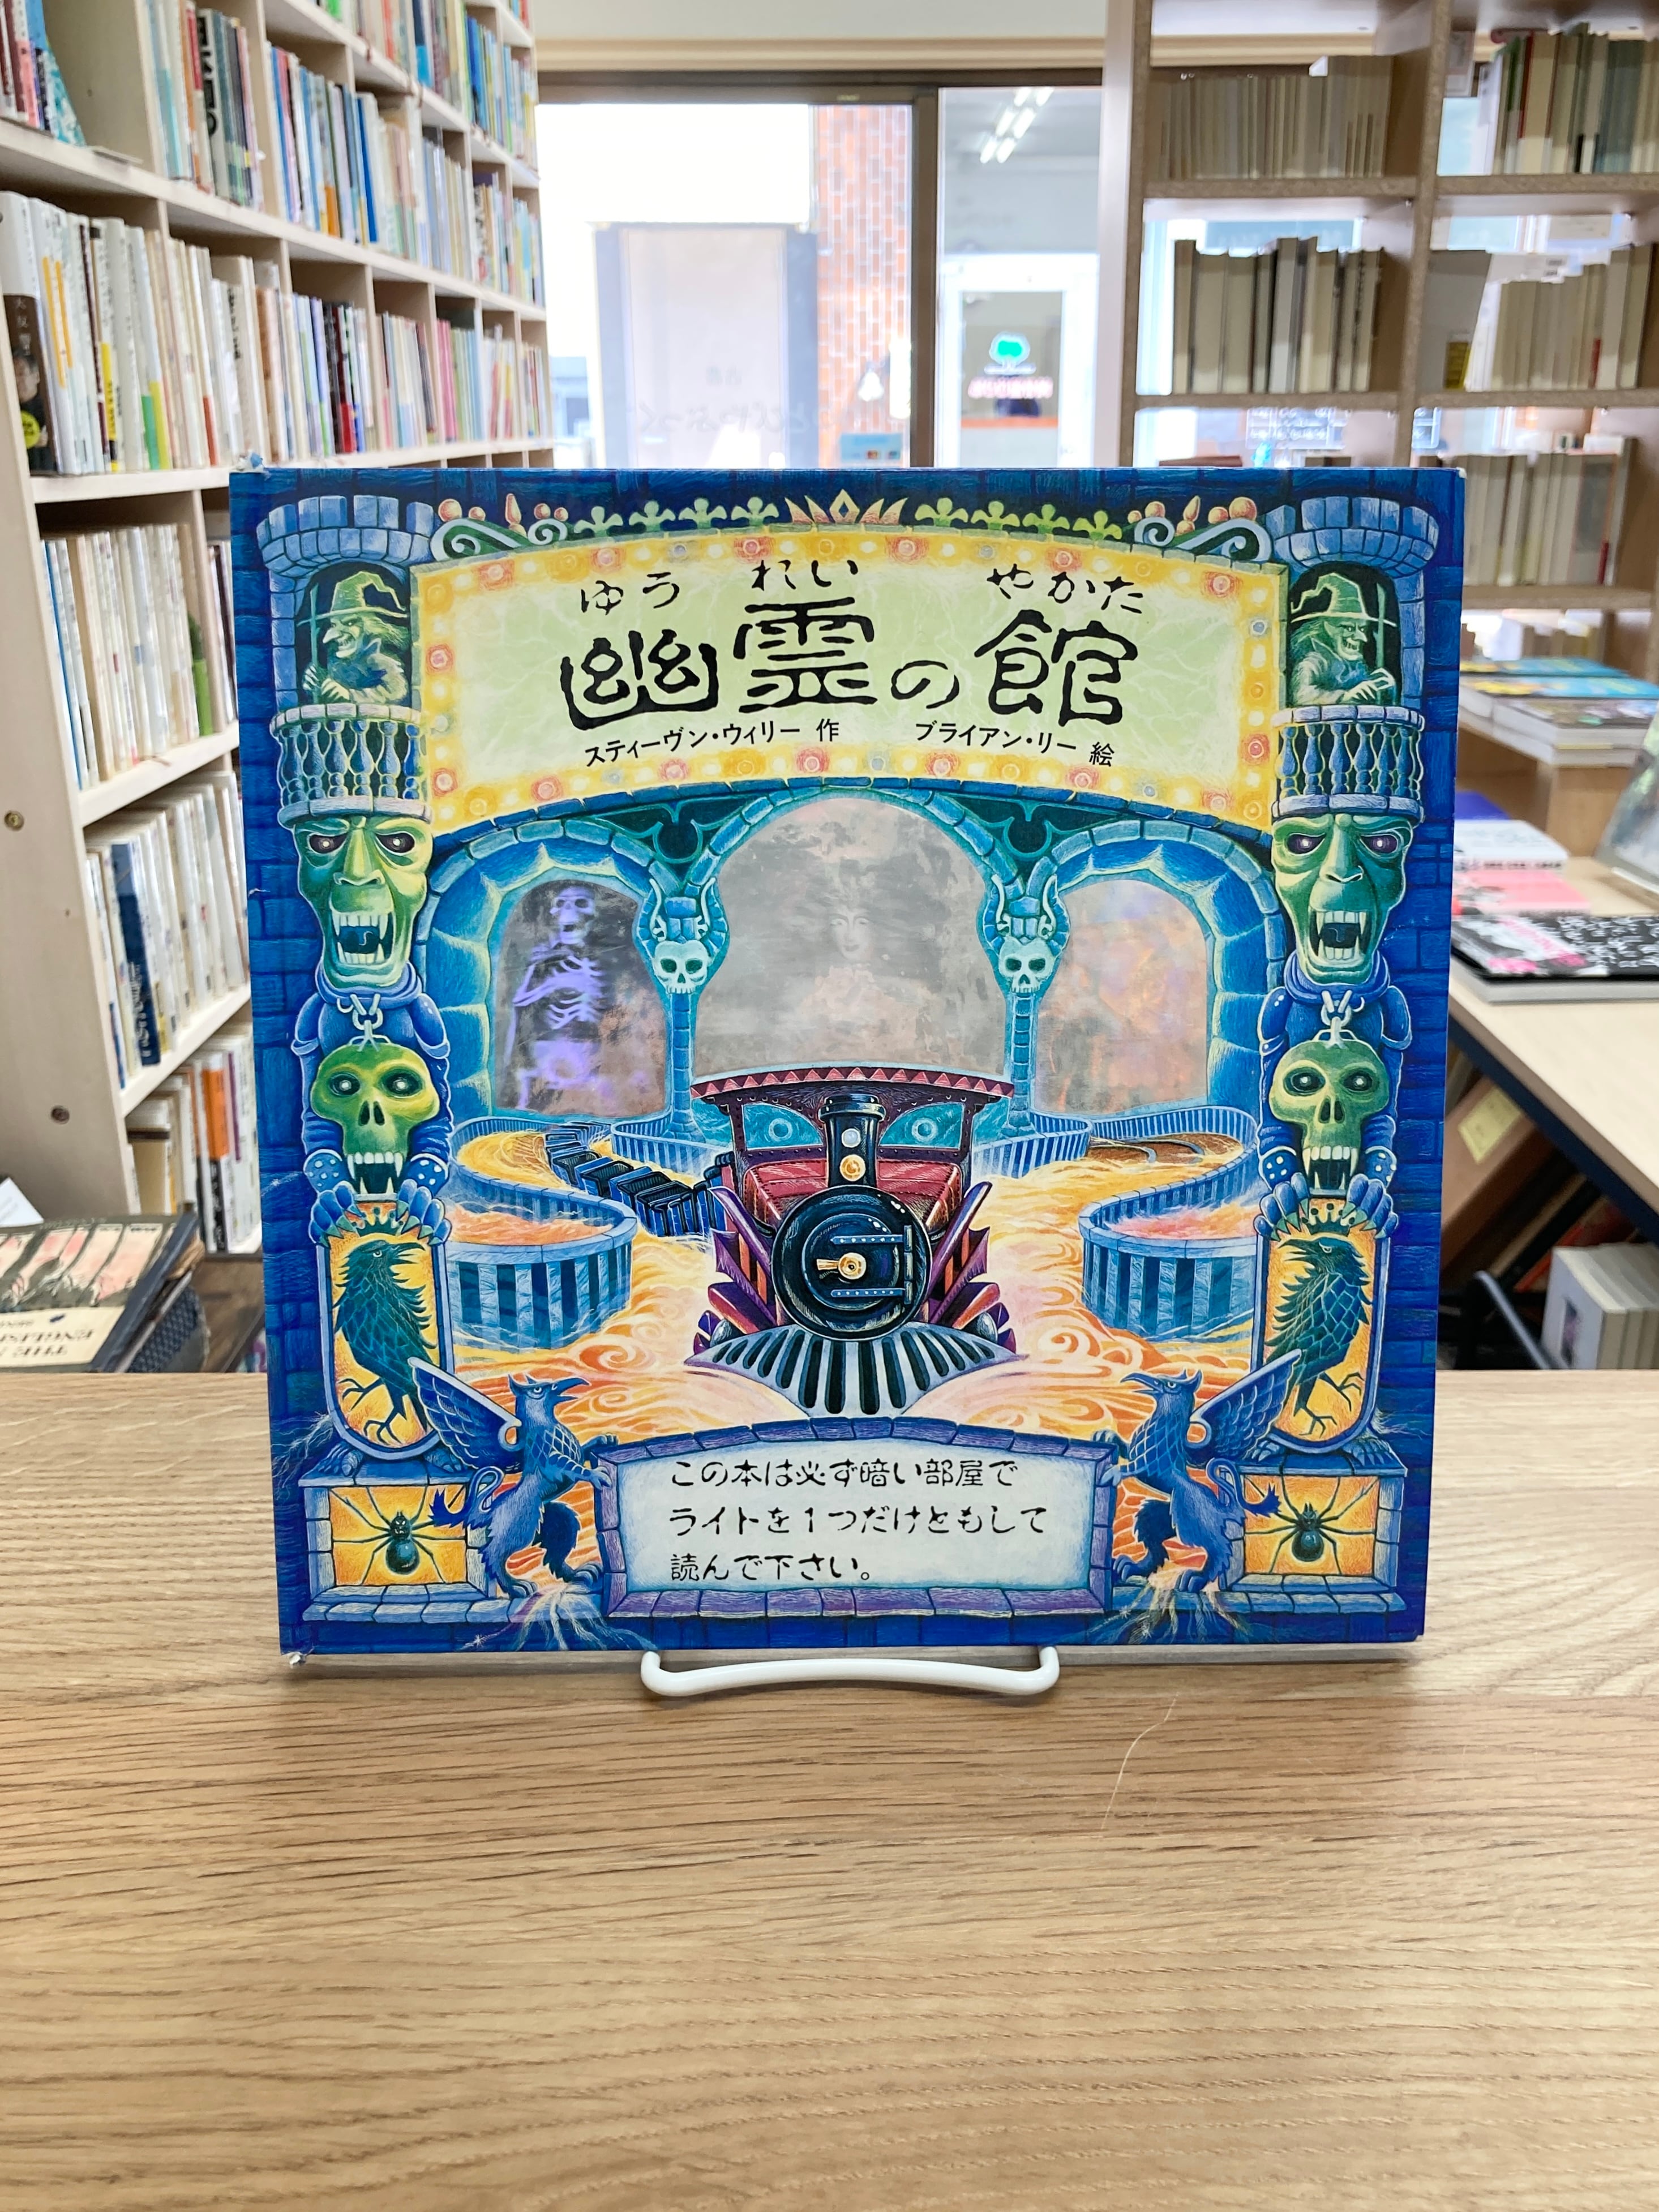 ゆうれい やかた
幽霊の館
スティーヴン・ウィリー 作 ブライアン・リー 絵
この本は必ず暗い部屋で
ライトを1つだけともして
読んで下さい。